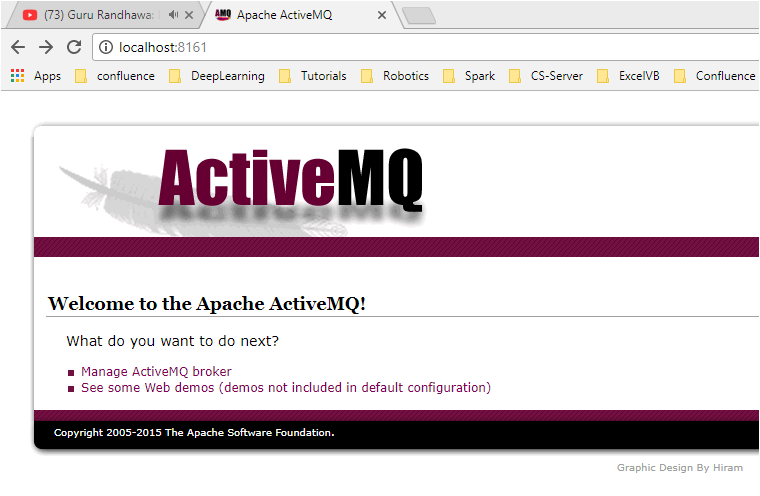 (73) Guru Randhawa:
AMQ
Apache ActiveMQ
localhost:8161
Apps confluence DeepLearning Tutorials Robotics Spark CS-Server ExcelVB Confluence
ActiveMQ
Welcome to the Apache ActiveMQ!
What do you want to do next?
Manage ActiveMQ broker
See some Web demos (demos not included in default configuration)
Copyright 2005-2015 The Apache Software Foundation.
Graphic Design By Hiram